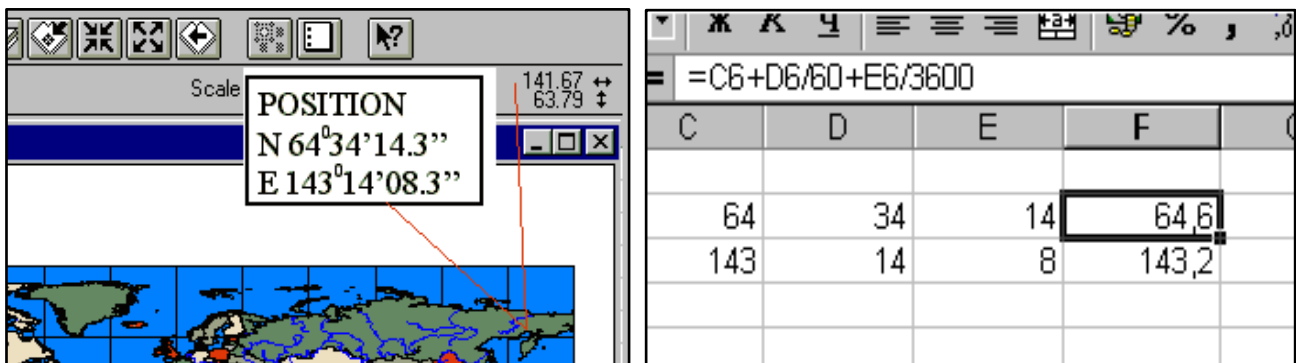 Scale
141.67
63.79
POSITION
N 64⁰34’14.3”
E 143⁰14’08.3”
Ж К Ч % ,
= =C6+D6/60+E6/3600
C D E F
64 34 14 64,6
143 14 8 143,2